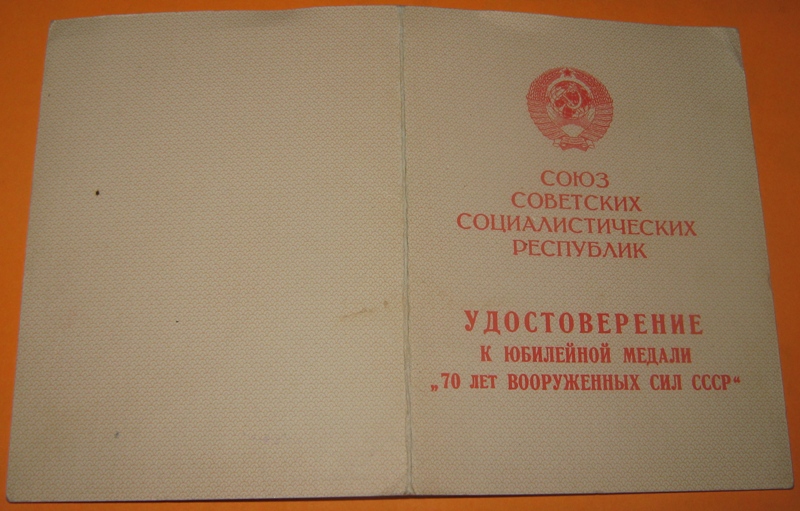 СОЮЗ
СОВЕТСКИХ
СОЦИАЛИСТИЧЕСКИХ
РЕСПУБЛИК
УДОСТОВЕРЕНИЕ
К ЮБИЛЕЙНОЙ МЕДАЛИ
„70 ЛЕТ ВООРУЖЕННЫХ СИЛ СССР“